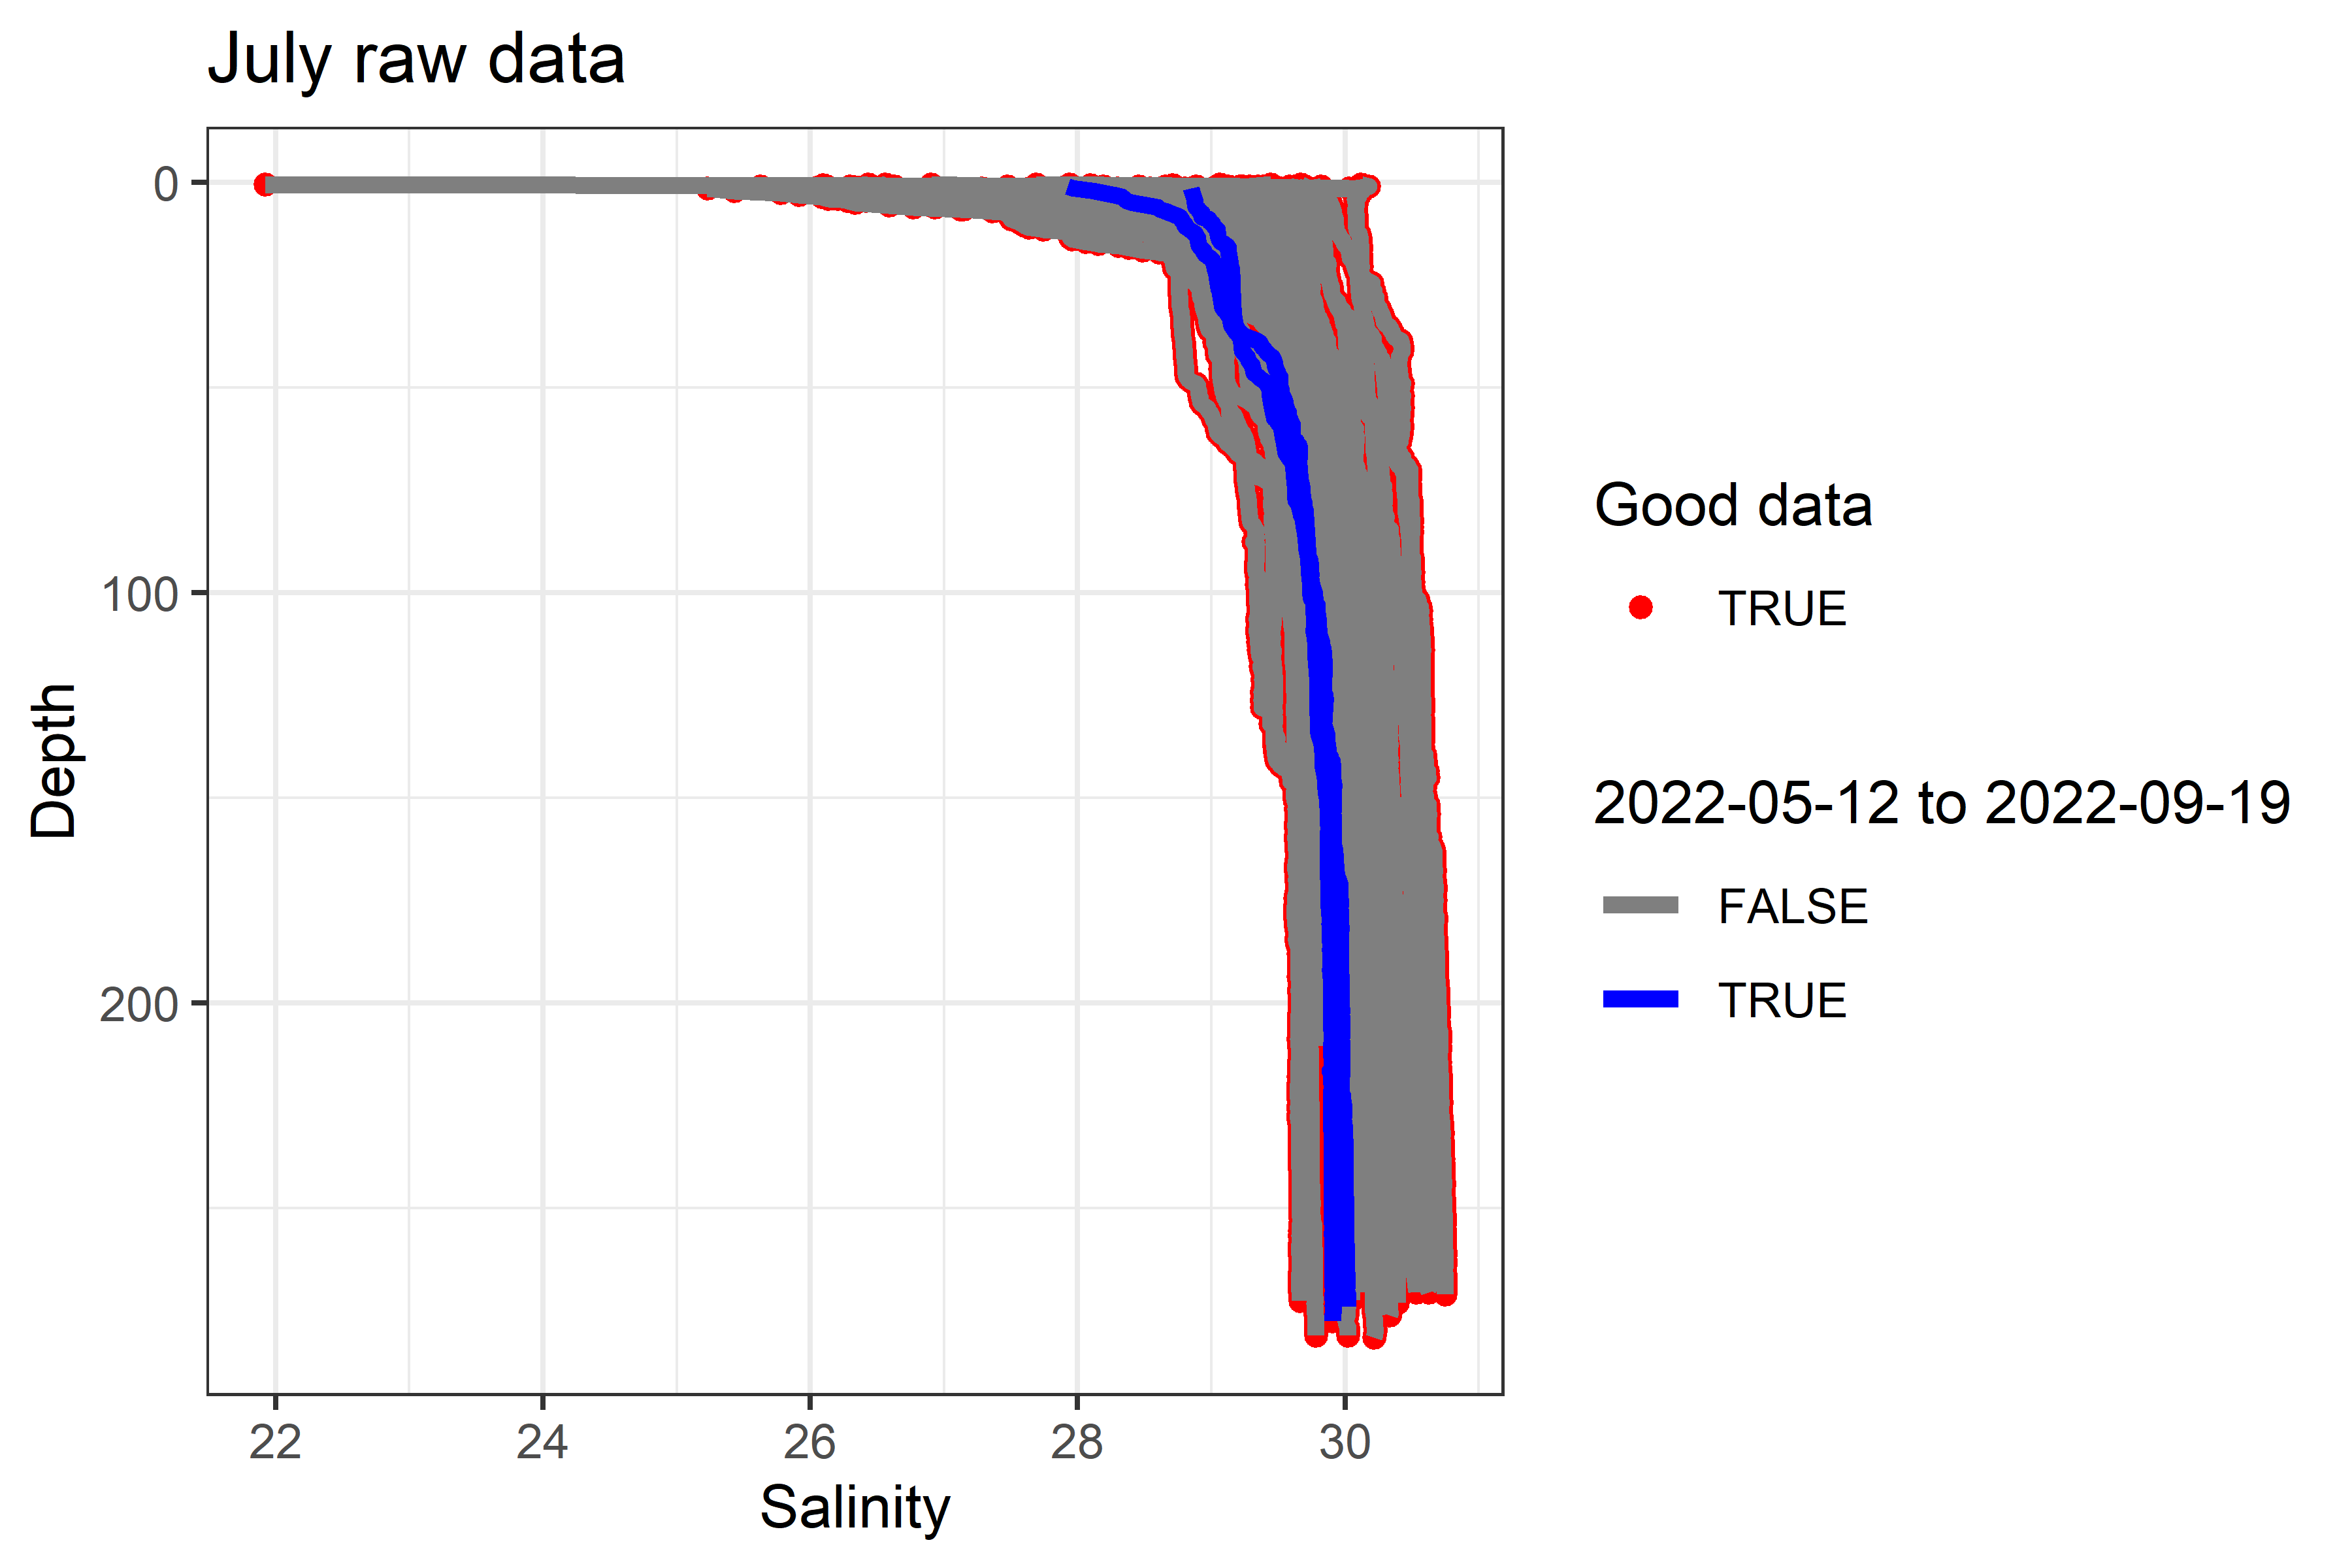 July raw data
0
100
200
Depth
22
24
26
28
30
Salinity
Good data
TRUE
2022-05-12 to 2022-09-19
FALSE
TRUE